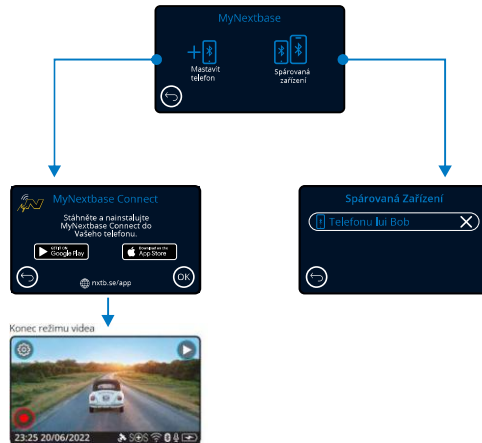 MyNextbase
Mastavit
telefon
Spárovaná
zařízení
MyNextbase Connect
Stáhněte a nainstalujte
MyNextbase Connect do
Vašeho telefonu.
GET IT ON
Google Play
Download on the
App Store
nxtb.se/app
OK
Spárovaná Zařízení
Telefonu lui Bob
Konec režimu videa
23:25 20/06/2022